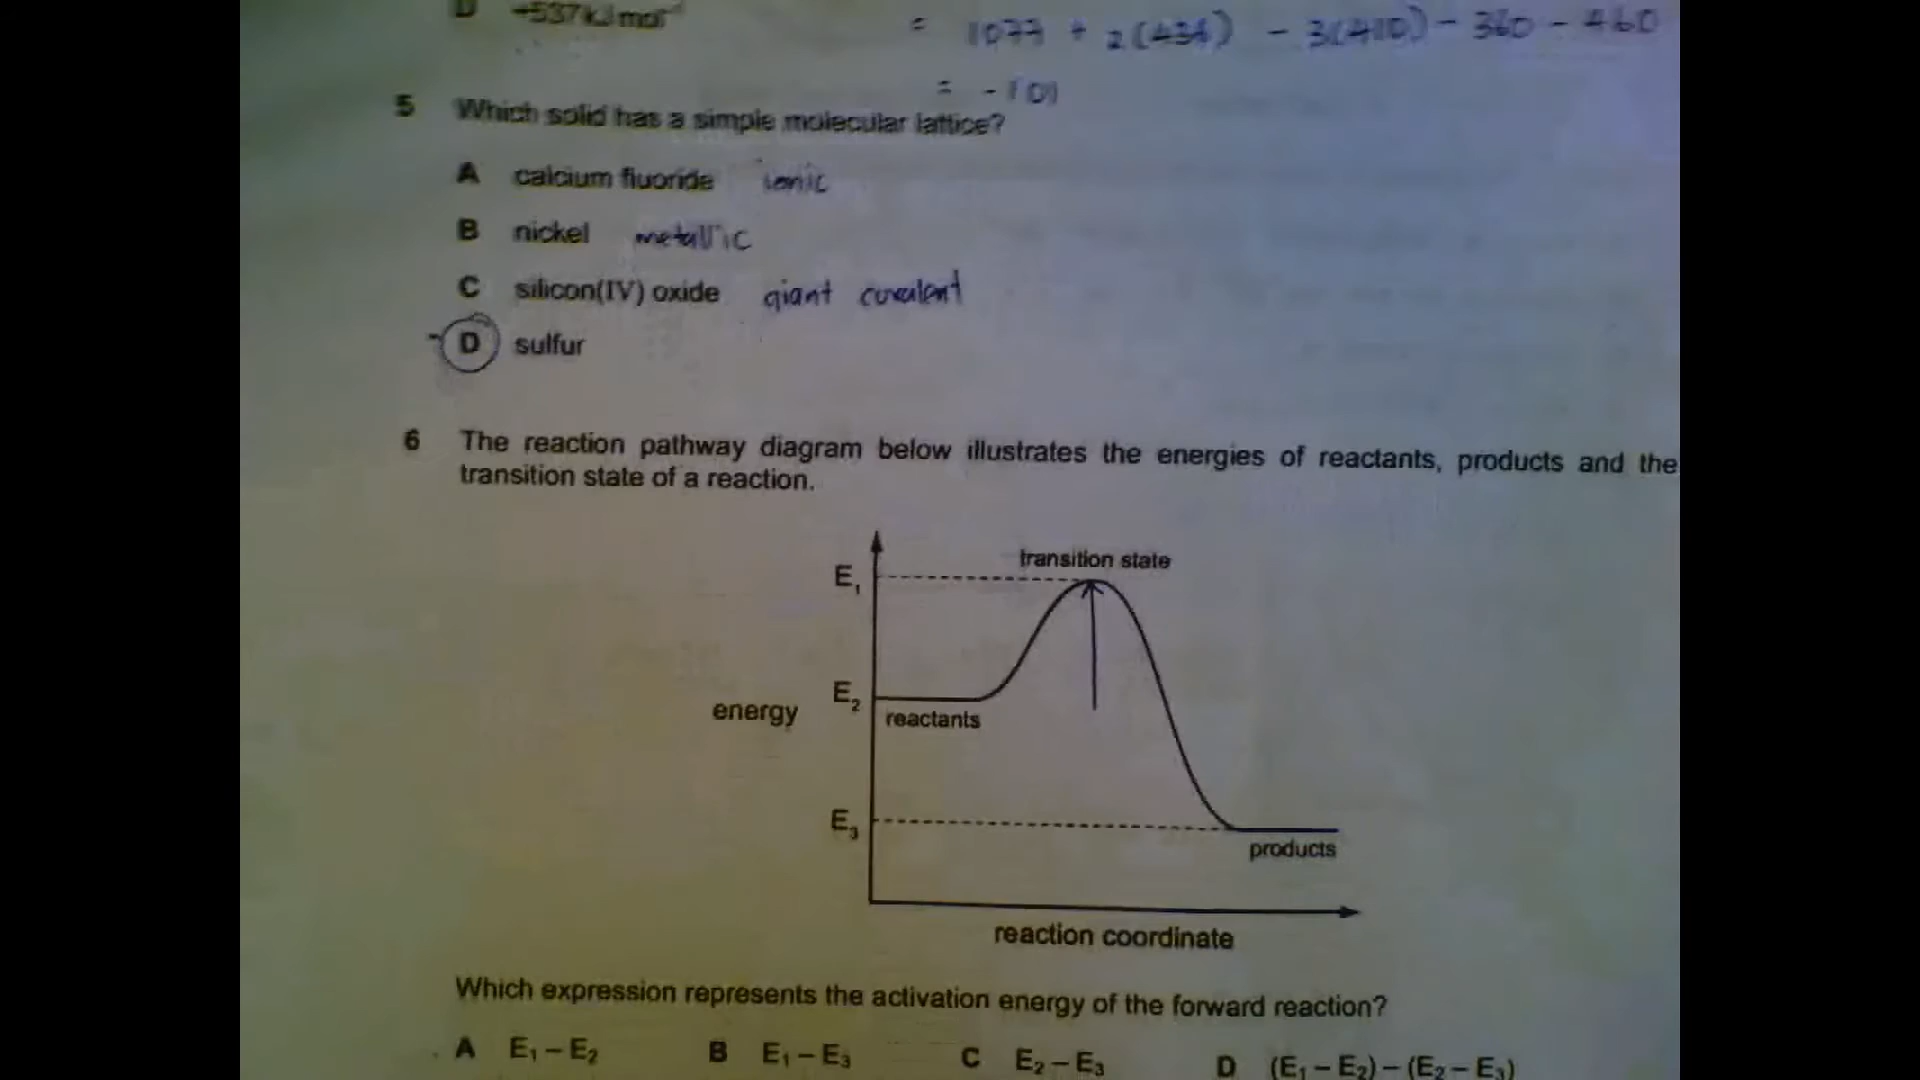 D +537 kJ mol⁻¹
= 1077 + 2(436) - 3(410) - 360 - 460
= -101
5 Which solid has a simple molecular lattice?
A calcium fluoride ionic
B nickel metallic
C silicon(IV) oxide giant covalent
D sulfur
6 The reaction pathway diagram below illustrates the energies of reactants, products and the
transition state of a reaction.
transition state
E₁
E₂
energy
reactants
E₃
products
reaction coordinate
Which expression represents the activation energy of the forward reaction?
A E₁ – E₂ B E₁ – E₃ C E₂ – E₃ D (E₁ – E₂) – (E₂ – E₃)